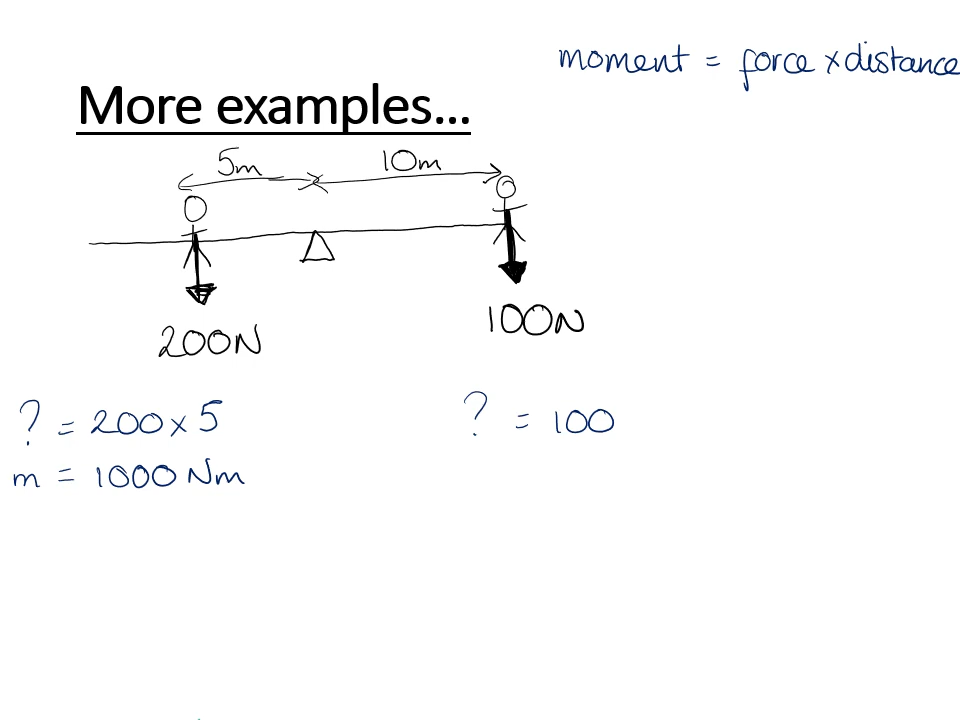 moment = force × distance
More examples...
5m 10m
200N 100N
? = 200 × 5 ? = 100
m = 1000 Nm